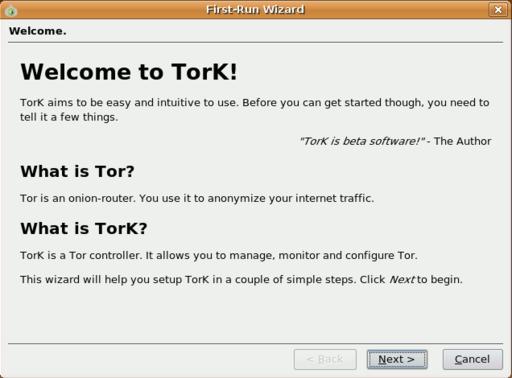 First-Run Wizard
Welcome.
Welcome to TorK!
TorK aims to be easy and intuitive to use. Before you can get started though, you need to
tell it a few things.
"TorK is beta software!" - The Author
What is Tor?
Tor is an onion-router. You use it to anonymize your internet traffic.
What is TorK?
TorK is a Tor controller. It allows you to manage, monitor and configure Tor.
This wizard will help you setup TorK in a couple of simple steps. Click Next to begin.
< Back Next > Cancel